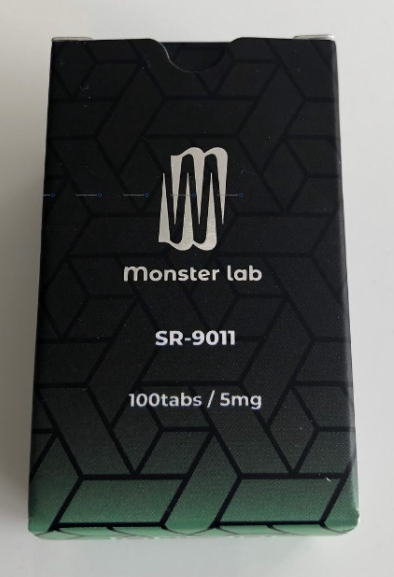 Monster lab
SR-9011
100tabs / 5mg